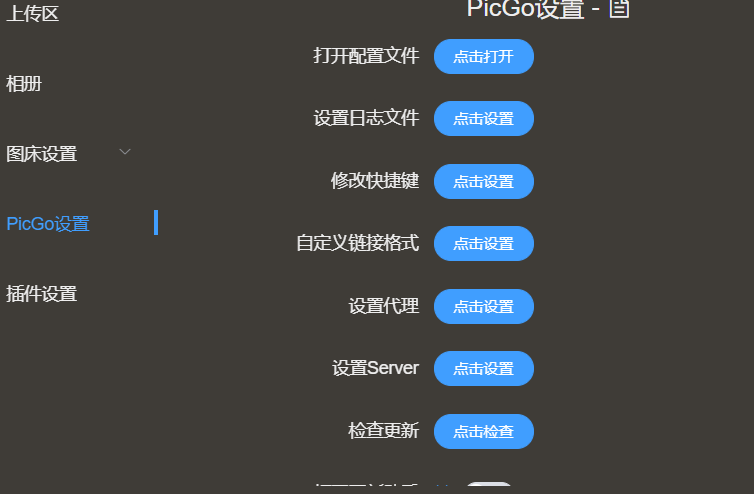 上传区
相册
图床设置
PicGo设置
插件设置
PicGo设置 -
打开配置文件 点击打开
设置日志文件 点击设置
修改快捷键 点击设置
自定义链接格式 点击设置
设置代理 点击设置
设置Server 点击设置
检查更新 点击检查